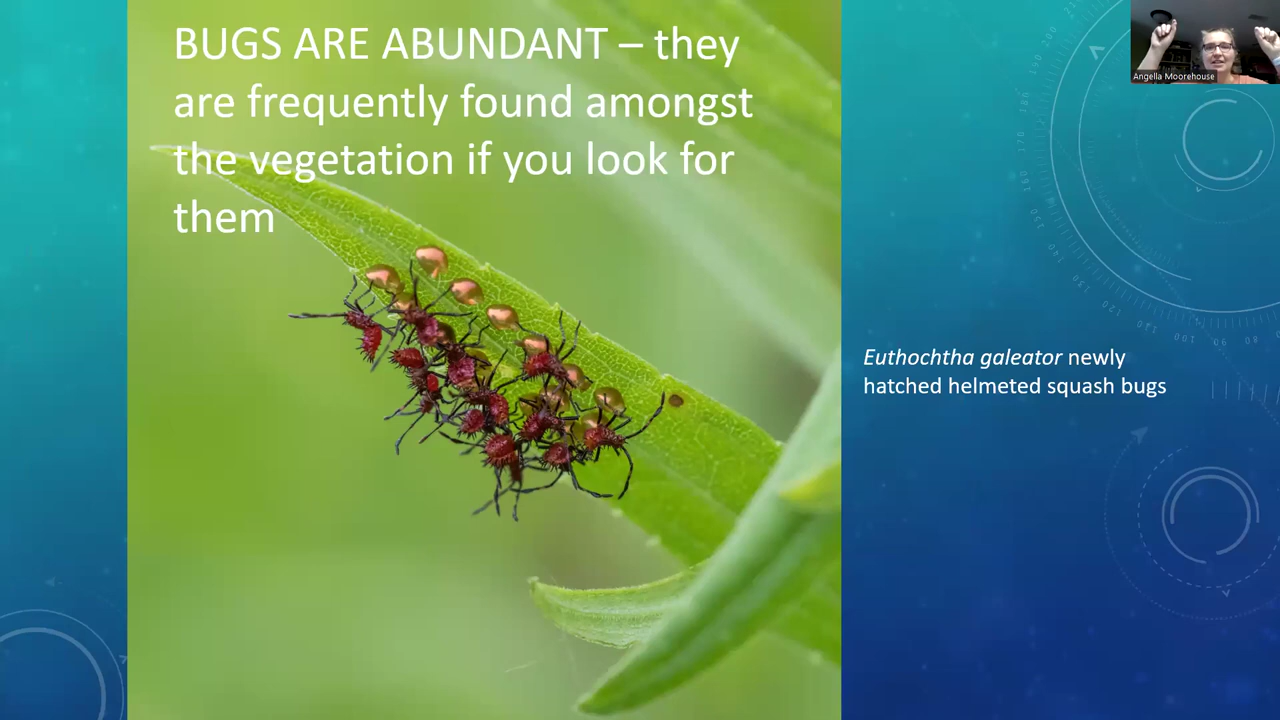 BUGS ARE ABUNDANT – they
are frequently found amongst
the vegetation if you look for
them
Euthochtha galeator newly
hatched helmeted squash bugs
Angella Moorehouse